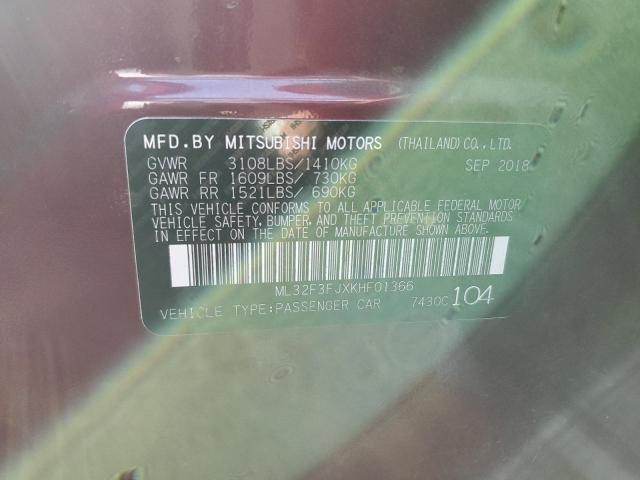 MFD. BY MITSUBISHI MOTORS (THAILAND) CO., LTD.
GVWR 3108LBS/1410KG SEP 2018
GAWR FR 1609LBS/ 730KG
GAWR RR 1521LBS/ 690KG
THIS VEHICLE CONFORMS TO ALL APPLICABLE FEDERAL MOTOR
VEHICLE SAFETY, BUMPER, AND THEFT PREVENTION STANDARDS
IN EFFECT ON THE DATE OF MANUFACTURE SHOWN ABOVE.
ML32F3FJXKHF01366
VEHICLE TYPE:PASSENGER CAR 7430C 104